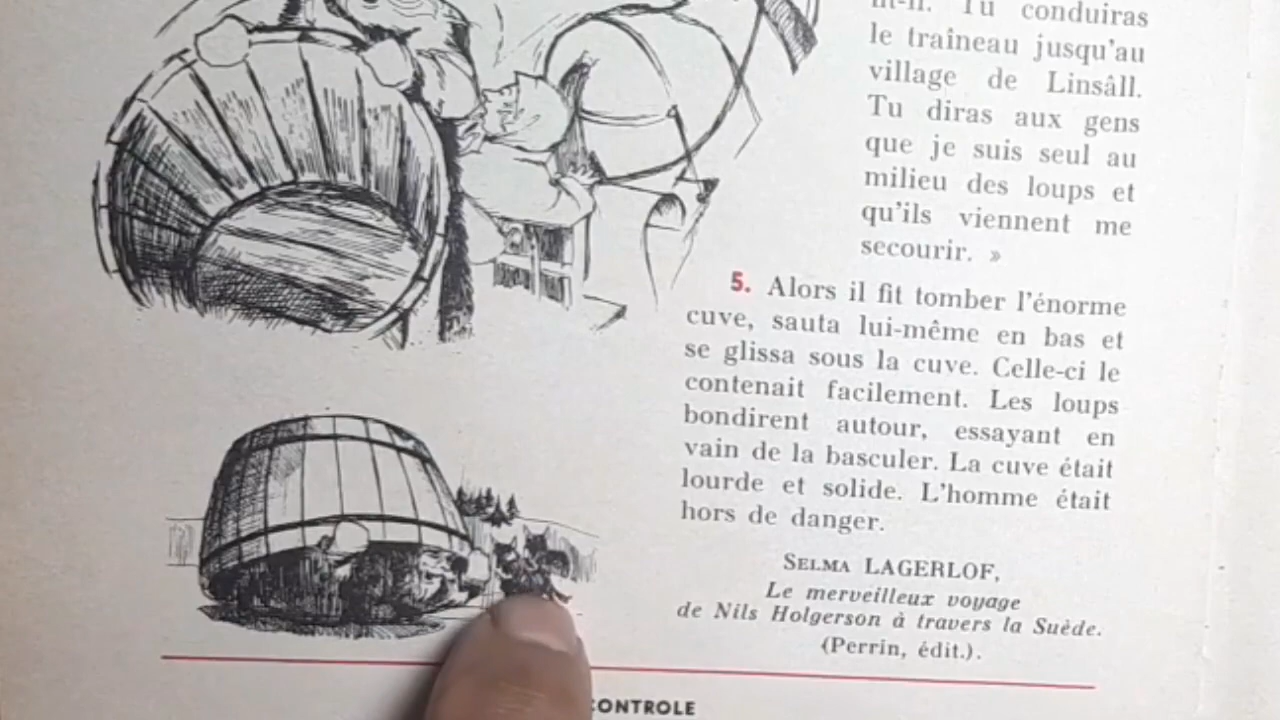 Tu conduiras
le traîneau jusqu'au
village de Linsâll.
Tu diras aux gens
que je suis seul au
milieu des loups et
qu'ils viennent me
secourir. »
5. Alors il fit tomber l'énorme
cuve, sauta lui-même en bas et
se glissa sous la cuve. Celle-ci le
contenait facilement. Les loups
bondirent autour, essayant en
vain de la basculer. La cuve était
lourde et solide. L'homme était
hors de danger.
SELMA LAGERLOF,
Le merveilleux voyage
de Nils Holgerson à travers la Suède.
(Perrin, édit.).
CONTROLE